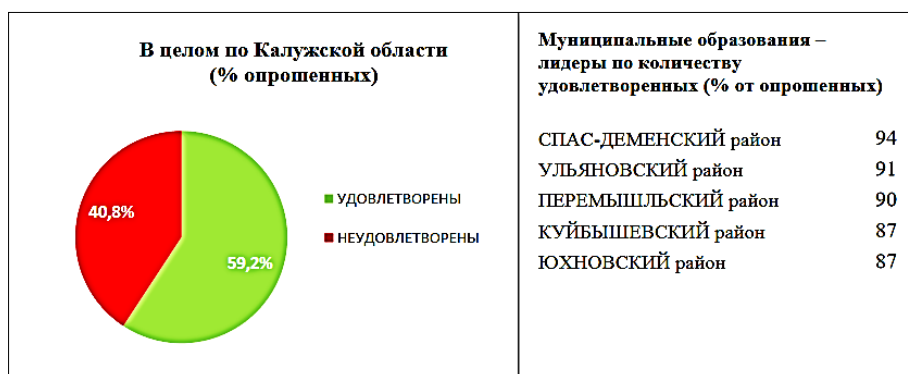 В целом по Калужской области
(% опрошенных)
40,8%
59,2%
УДОВЛЕТВОРЕНЫ
НЕУДОВЛЕТВОРЕНЫ
Муниципальные образования –
лидеры по количеству
удовлетворенных (% от опрошенных)
СПАС-ДЕМЕНСКИЙ район 94
УЛЬЯНОВСКИЙ район 91
ПЕРЕМЫШЛЬСКИЙ район 90
КУЙБЫШЕВСКИЙ район 87
ЮХНОВСКИЙ район 87